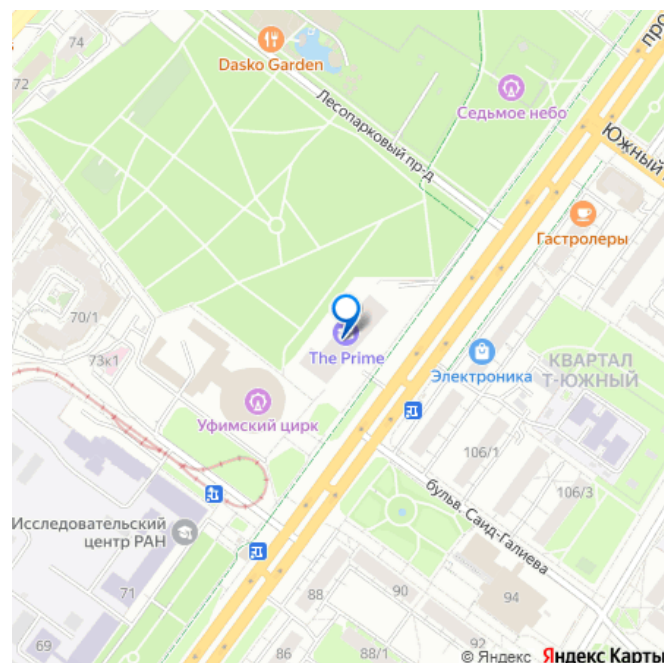 74
72
Dasko Garden
Седьмое небо
про
Лесопарковый пр-д
Южный
Гастролеры
70/1
73к1
The Prime
Электроника
КВАРТАЛ
Т-ЮЖНЫЙ
Уфимский цирк
106/1
106/3
бульв. Саид-Галиева
Исследовательский
центр РАН
71
69
88
90
94
86
88/1
92
© Яндекс Яндекс Карты